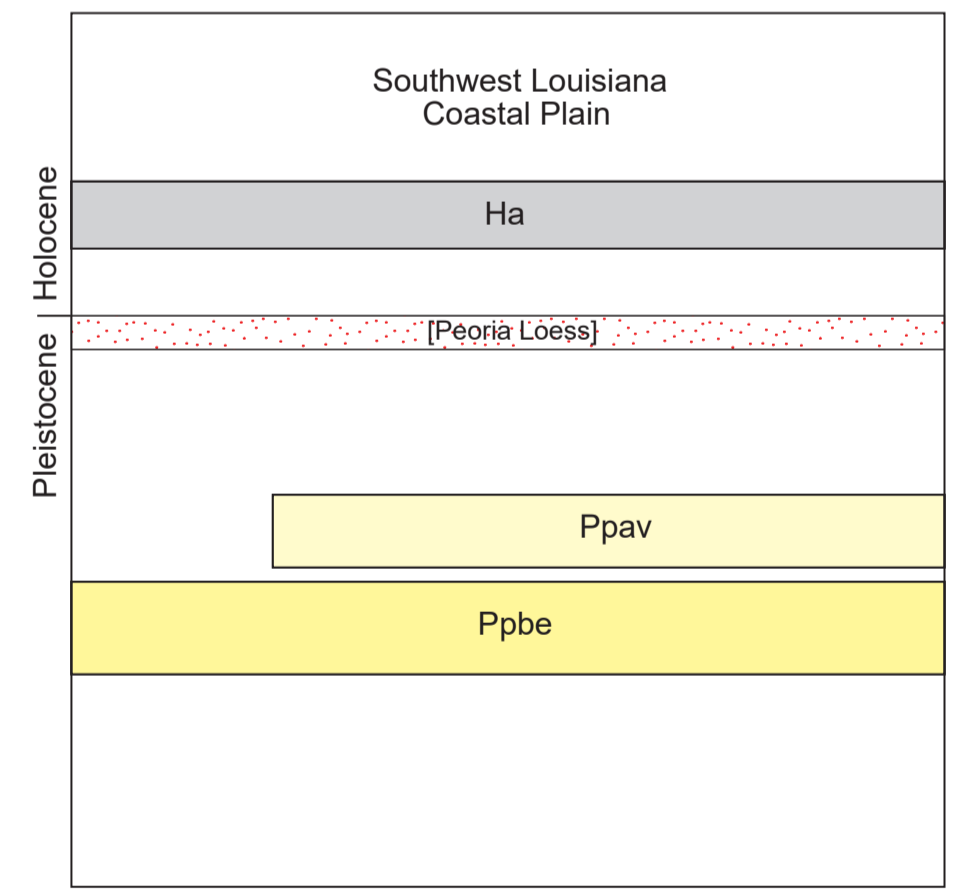 Southwest Louisiana
Coastal Plain
Holocene
Ha
Pleistocene
[Peoria Loess]
Ppav
Ppbe